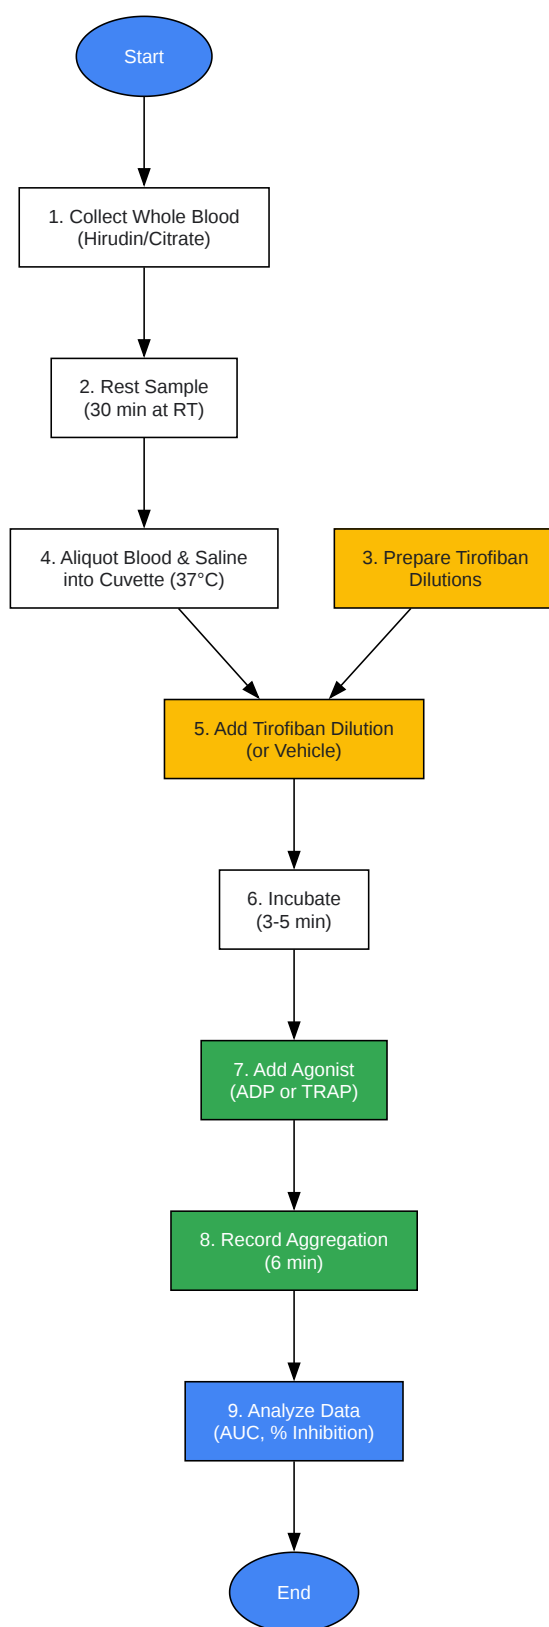 Start
1. Collect Whole Blood
(Hirudin/Citrate)
2. Rest Sample
(30 min at RT)
4. Aliquot Blood & Saline
into Cuvette (37°C)
3. Prepare Tirofiban
Dilutions
5. Add Tirofiban Dilution
(or Vehicle)
6. Incubate
(3-5 min)
7. Add Agonist
(ADP or TRAP)
8. Record Aggregation
(6 min)
9. Analyze Data
(AUC, % Inhibition)
End